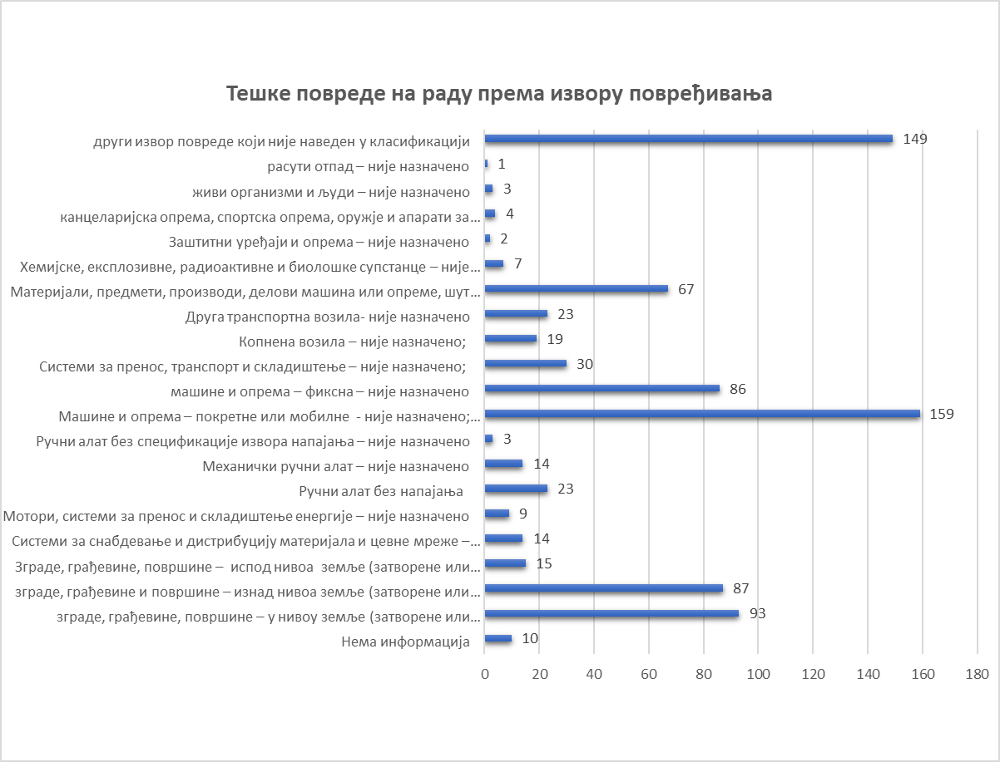 Тешке повреде на раду према извору повређивања
други извор повреде који није наведен у класификацији
149
расути отпад – није назначено
1
живи организми и људи – није назначено
3
канцеларијска опрема, спортска опрема, оружје и апарати за…
4
Заштитни уређаји и опрема – није назначено
2
Хемијске, експлозивне, радиоактивне и биолошке супстанце – није…
7
Материјали, предмети, производи, делови машина или опреме, шут…
67
Друга транспортна возила- није назначено
23
Копнена возила – није назначено;
19
Системи за пренос, транспорт и складиштење – није назначено;
30
машине и опрема – фиксна – није назначено
86
Машине и опрема – покретне или мобилне  - није назначено;…
159
Ручни алат без спецификације извора напајања – није назначено
3
Механички ручни алат – није назначено
14
Ручни алат без напајања
23
Мотори, системи за пренос и складиштење енергије – није назначено
9
Системи за снабдевање и дистрибуцију материјала и цевне мреже –…
14
Зграде, грађевине, површине –  испод нивоа  земље (затворене или…
15
зграде, грађевине и површине – изнад нивоа земље (затворене или…
87
зграде, грађевине, површине – у нивоу земље (затворене или…
93
Нема информација
10
0 20 40 60 80 100 120 140 160 180